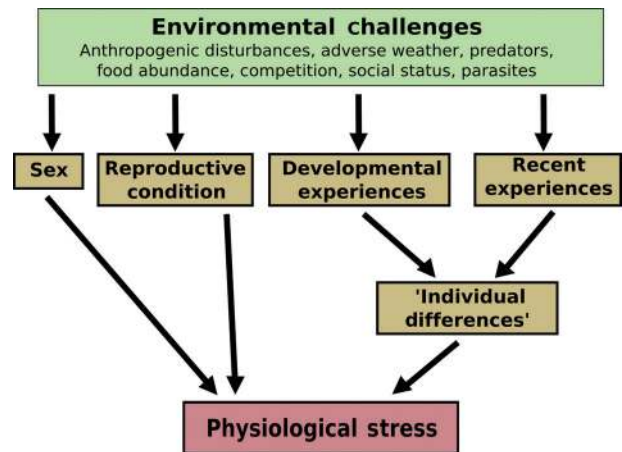 Environmental challenges
Anthropogenic disturbances, adverse weather, predators,
food abundance, competition, social status, parasites
Sex
Reproductive
condition
Developmental
experiences
Recent
experiences
'Individual
differences'
Physiological stress